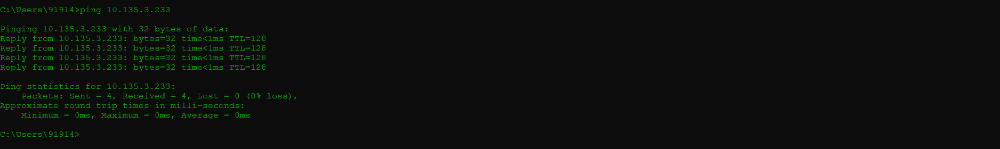 C:\Users\91914>ping 10.135.3.233
Pinging 10.135.3.233 with 32 bytes of data:
Reply from 10.135.3.233: bytes=32 time<1ms TTL=128
Reply from 10.135.3.233: bytes=32 time<1ms TTL=128
Reply from 10.135.3.233: bytes=32 time<1ms TTL=128
Reply from 10.135.3.233: bytes=32 time<1ms TTL=128
Ping statistics for 10.135.3.233:
    Packets: Sent = 4, Received = 4, Lost = 0 (0% loss),
Approximate round trip times in milli-seconds:
    Minimum = 0ms, Maximum = 0ms, Average = 0ms
C:\Users\91914>